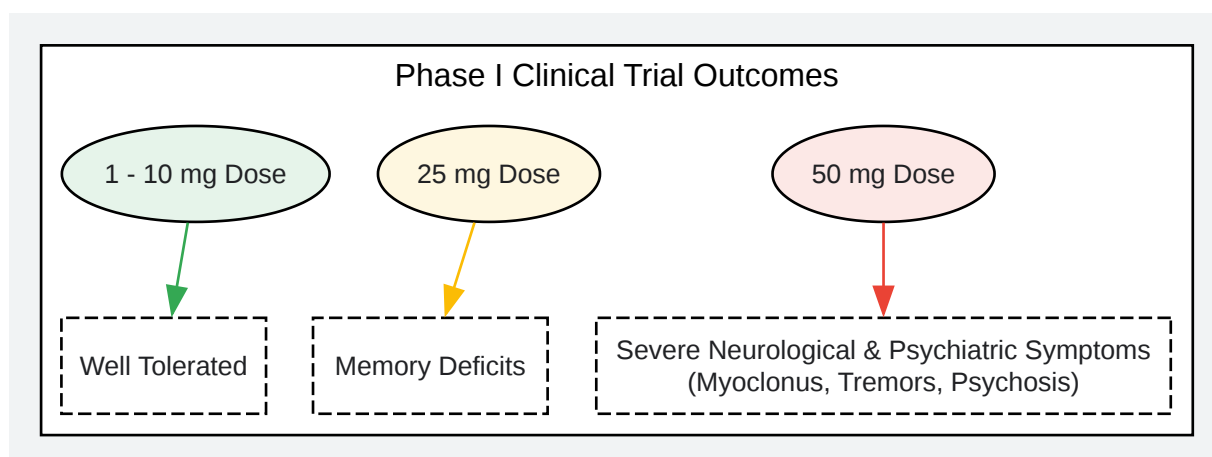 Phase I Clinical Trial Outcomes
1 - 10 mg Dose
25 mg Dose
50 mg Dose
Well Tolerated
Memory Deficits
Severe Neurological & Psychiatric Symptoms
(Myoclonus, Tremors, Psychosis)